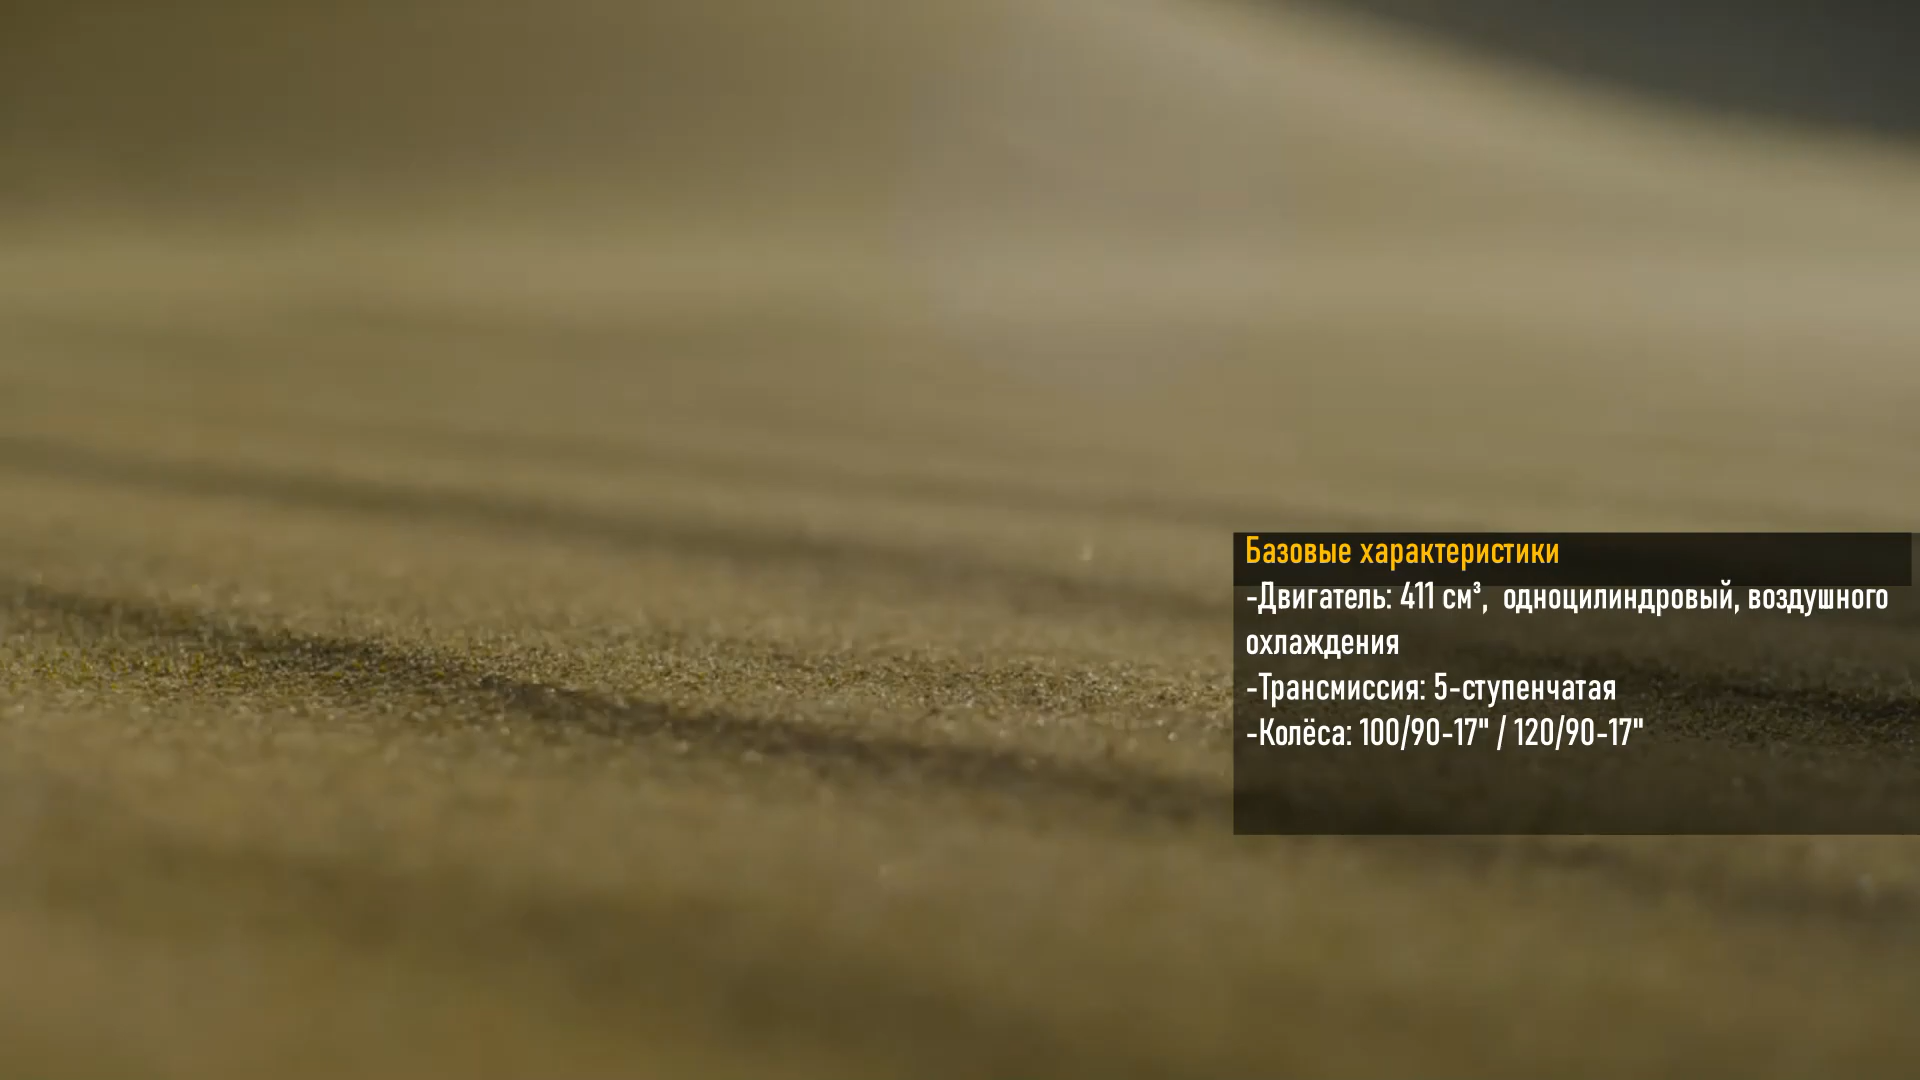 Базовые характеристики
-Двигатель: 411 см³, одноцилиндровый, воздушного
охлаждения
-Трансмиссия: 5-ступенчатая
-Колёса: 100/90-17" / 120/90-17"